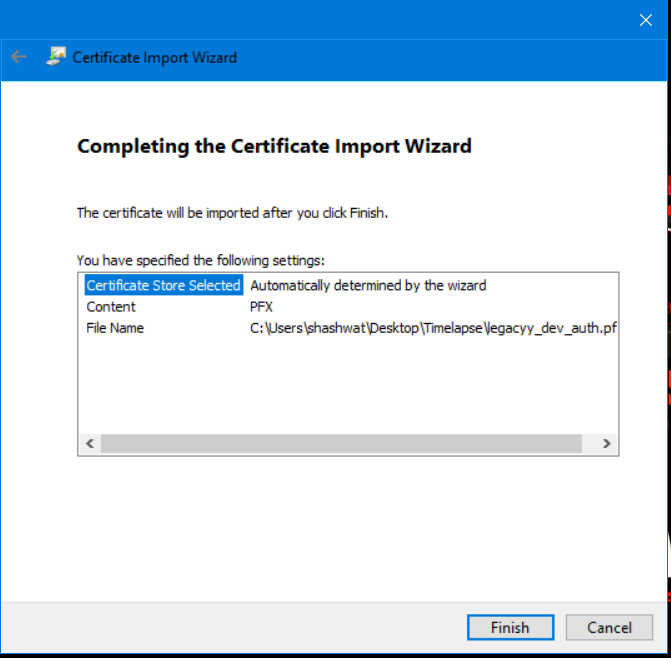 Certificate Import Wizard
Completing the Certificate Import Wizard
The certificate will be imported after you click Finish.
You have specified the following settings:
Certificate Store Selected Automatically determined by the wizard
Content PFX
File Name C:\Users\shashwat\Desktop\Timelapse\legacyy_dev_auth.pf
Finish Cancel